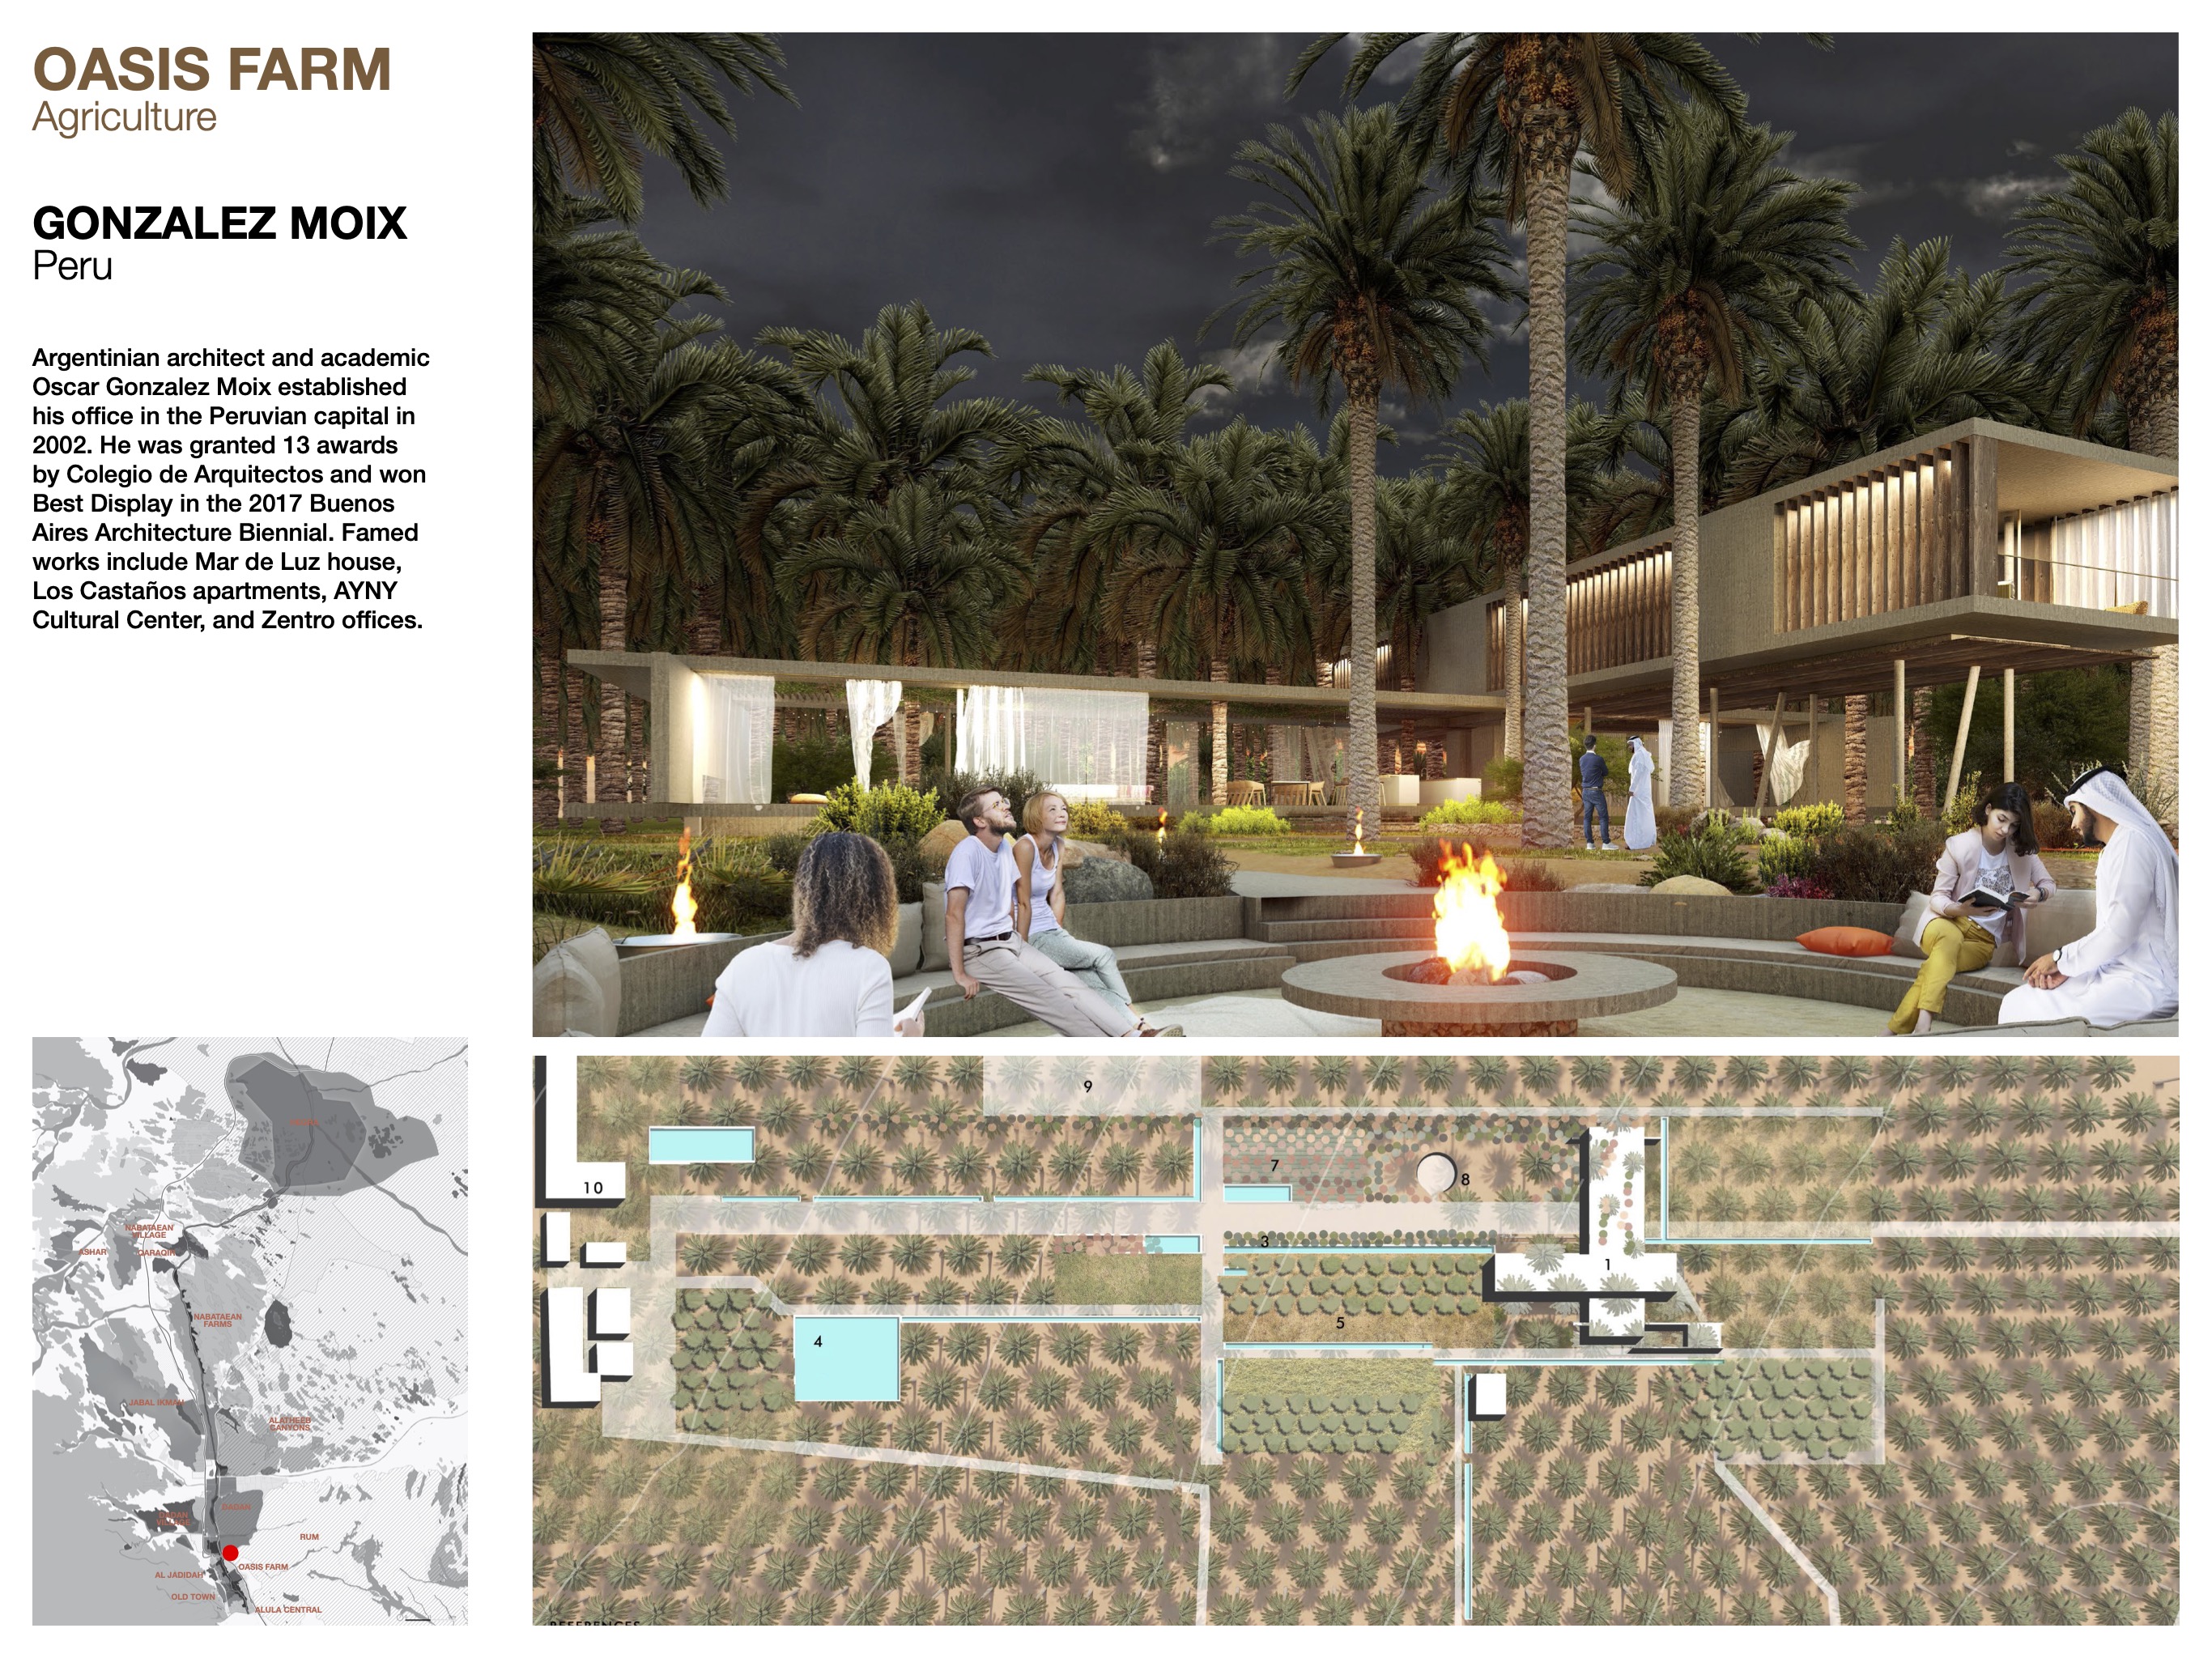 OASIS FARM
Agriculture
GONZALEZ MOIX
Peru
Argentinian architect and academic
Oscar Gonzalez Moix established
his office in the Peruvian capital in
2002. He was granted 13 awards
by Colegio de Arquitectos and won
Best Display in the 2017 Buenos
Aires Architecture Biennial. Famed
works include Mar de Luz house,
Los Castaños apartments, AYNY
Cultural Center, and Zentro offices.
NABATAEAN
VILLAGE
ASHAR
QARAQIR
NABATAEAN
FARMS
JABAL IKMAH
ALATHEEB
CANYONS
DADAN
RUM
OASIS FARM
AL JADIDAH
OLD TOWN
ALULA CENTRAL
9
10
7
8
3
1
4
5
REFERENCES